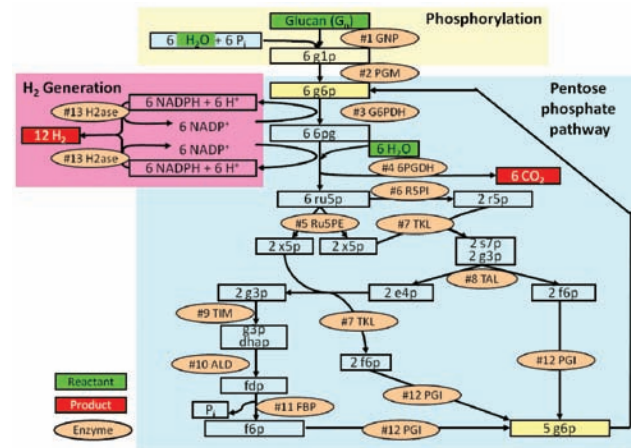 Glucan (Gn)
Phosphorylation
6 H2O + 6 Pi
#1 GNP
6 g1p
#2 PGM
H2 Generation
6 g6p
Pentose
phosphate
pathway
#13 H2ase
6 NADPH + 6 H+
#3 G6PDH
6 NADP+
12 H2
6 6pg
6 NADP+
6 H2O
#13 H2ase
6 NADPH + 6 H+
#4 6PGDH
6 CO2
#6 R5PI
6 ru5p
2 r5p
#5 Ru5PE
#7 TKL
2 x5p
2 x5p
2 s7p
2 g3p
#8 TAL
2 g3p
2 e4p
2 f6p
#9 TIM
#7 TKL
g3p
dhap
#10 ALD
2 f6p
#12 PGI
fdp
Reactant
#12 PGI
Product
Pi
#11 FBP
Enzyme
f6p
#12 PGI
5 g6p